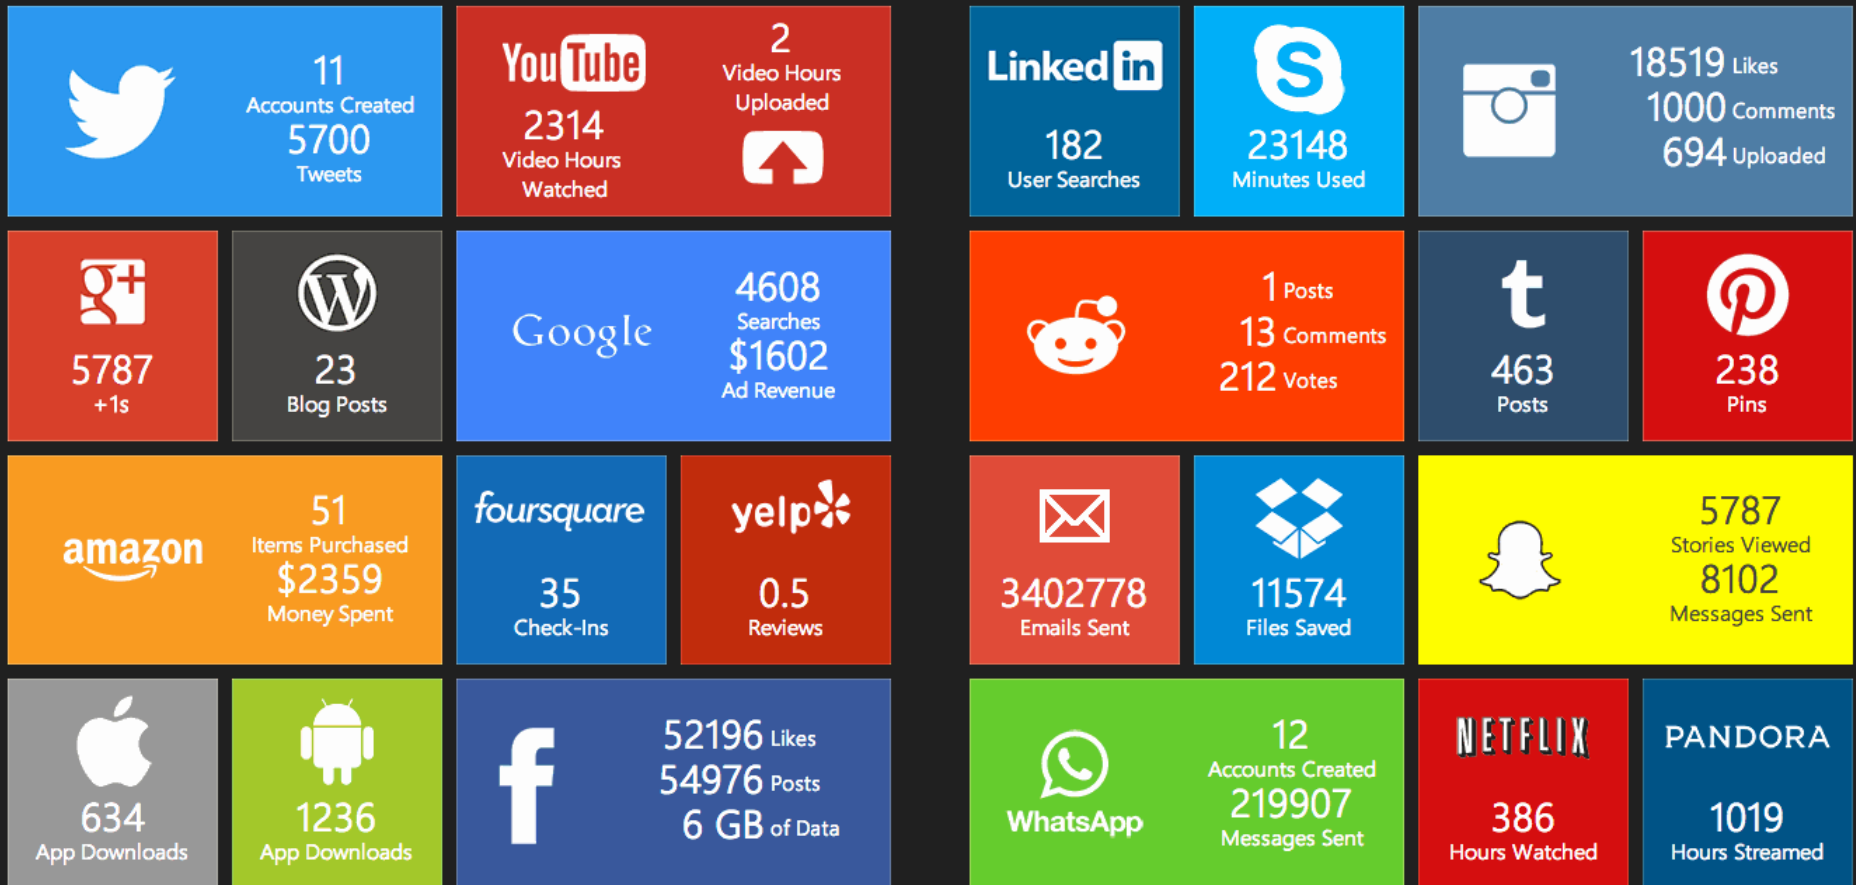 11
Accounts Created
5700
Tweets
YouTube
2314
Video Hours
Watched
2
Video Hours
Uploaded
Linked in
182
User Searches
S
23148
Minutes Used
18519 Likes
1000 Comments
694 Uploaded
g+
5787
+1s
W
23
Blog Posts
Google
4608
Searches
$1602
Ad Revenue
1 Posts
13 Comments
212 Votes
t
463
Posts
P
238
Pins
amazon
51
Items Purchased
$2359
Money Spent
foursquare
35
Check-Ins
yelp
0.5
Reviews
3402778
Emails Sent
11574
Files Saved
5787
Stories Viewed
8102
Messages Sent
634
App Downloads
1236
App Downloads
f
52196 Likes
54976 Posts
6 GB of Data
WhatsApp
12
Accounts Created
219907
Messages Sent
NETFLIX
386
Hours Watched
PANDORA
1019
Hours Streamed